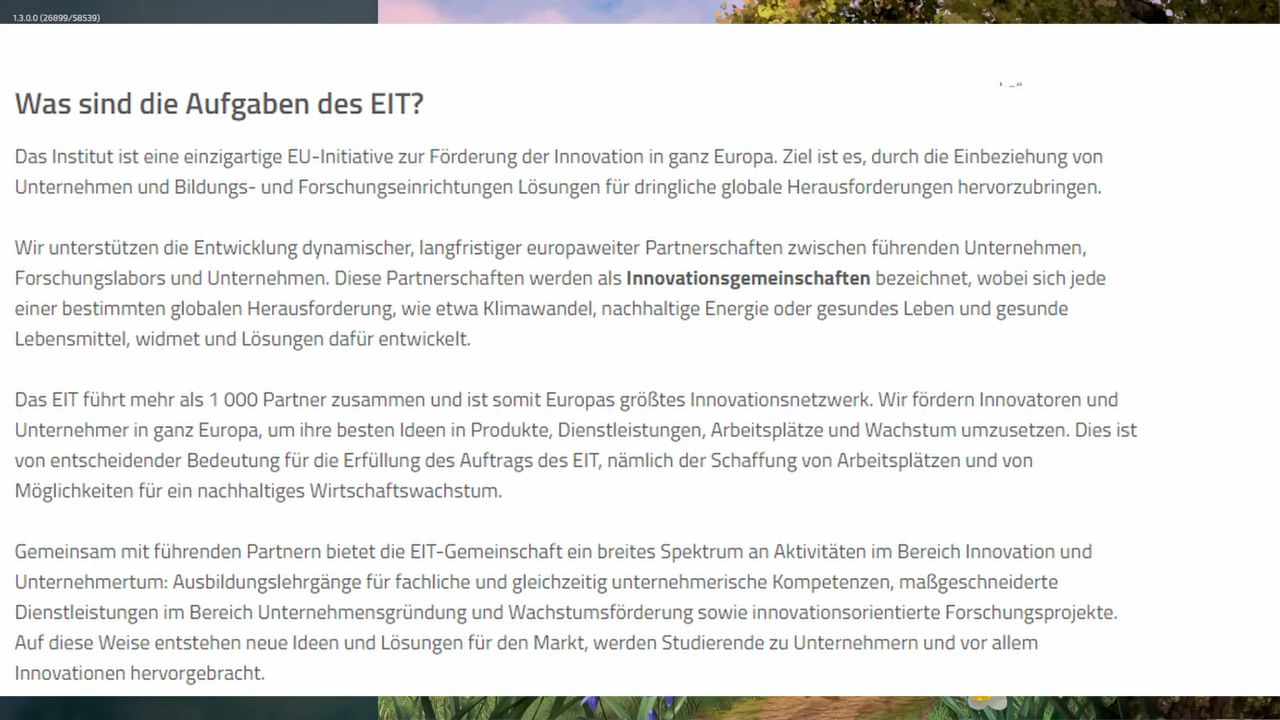 1.3.0.0 (26899/58539)
Was sind die Aufgaben des EIT?
Das Institut ist eine einzigartige EU-Initiative zur Förderung der Innovation in ganz Europa. Ziel ist es, durch die Einbeziehung von
Unternehmen und Bildungs- und Forschungseinrichtungen Lösungen für dringliche globale Herausforderungen hervorzubringen.
Wir unterstützen die Entwicklung dynamischer, langfristiger europaweiter Partnerschaften zwischen führenden Unternehmen,
Forschungslabors und Unternehmen. Diese Partnerschaften werden als Innovationsgemeinschaften bezeichnet, wobei sich jede
einer bestimmten globalen Herausforderung, wie etwa Klimawandel, nachhaltige Energie oder gesundes Leben und gesunde
Lebensmittel, widmet und Lösungen dafür entwickelt.
Das EIT führt mehr als 1 000 Partner zusammen und ist somit Europas größtes Innovationsnetzwerk. Wir fördern Innovatoren und
Unternehmer in ganz Europa, um ihre besten Ideen in Produkte, Dienstleistungen, Arbeitsplätze und Wachstum umzusetzen. Dies ist
von entscheidender Bedeutung für die Erfüllung des Auftrags des EIT, nämlich der Schaffung von Arbeitsplätzen und von
Möglichkeiten für ein nachhaltiges Wirtschaftswachstum.
Gemeinsam mit führenden Partnern bietet die EIT-Gemeinschaft ein breites Spektrum an Aktivitäten im Bereich Innovation und
Unternehmertum: Ausbildungslehrgänge für fachliche und gleichzeitig unternehmerische Kompetenzen, maßgeschneiderte
Dienstleistungen im Bereich Unternehmensgründung und Wachstumsförderung sowie innovationsorientierte Forschungsprojekte.
Auf diese Weise entstehen neue Ideen und Lösungen für den Markt, werden Studierende zu Unternehmern und vor allem
Innovationen hervorgebracht.